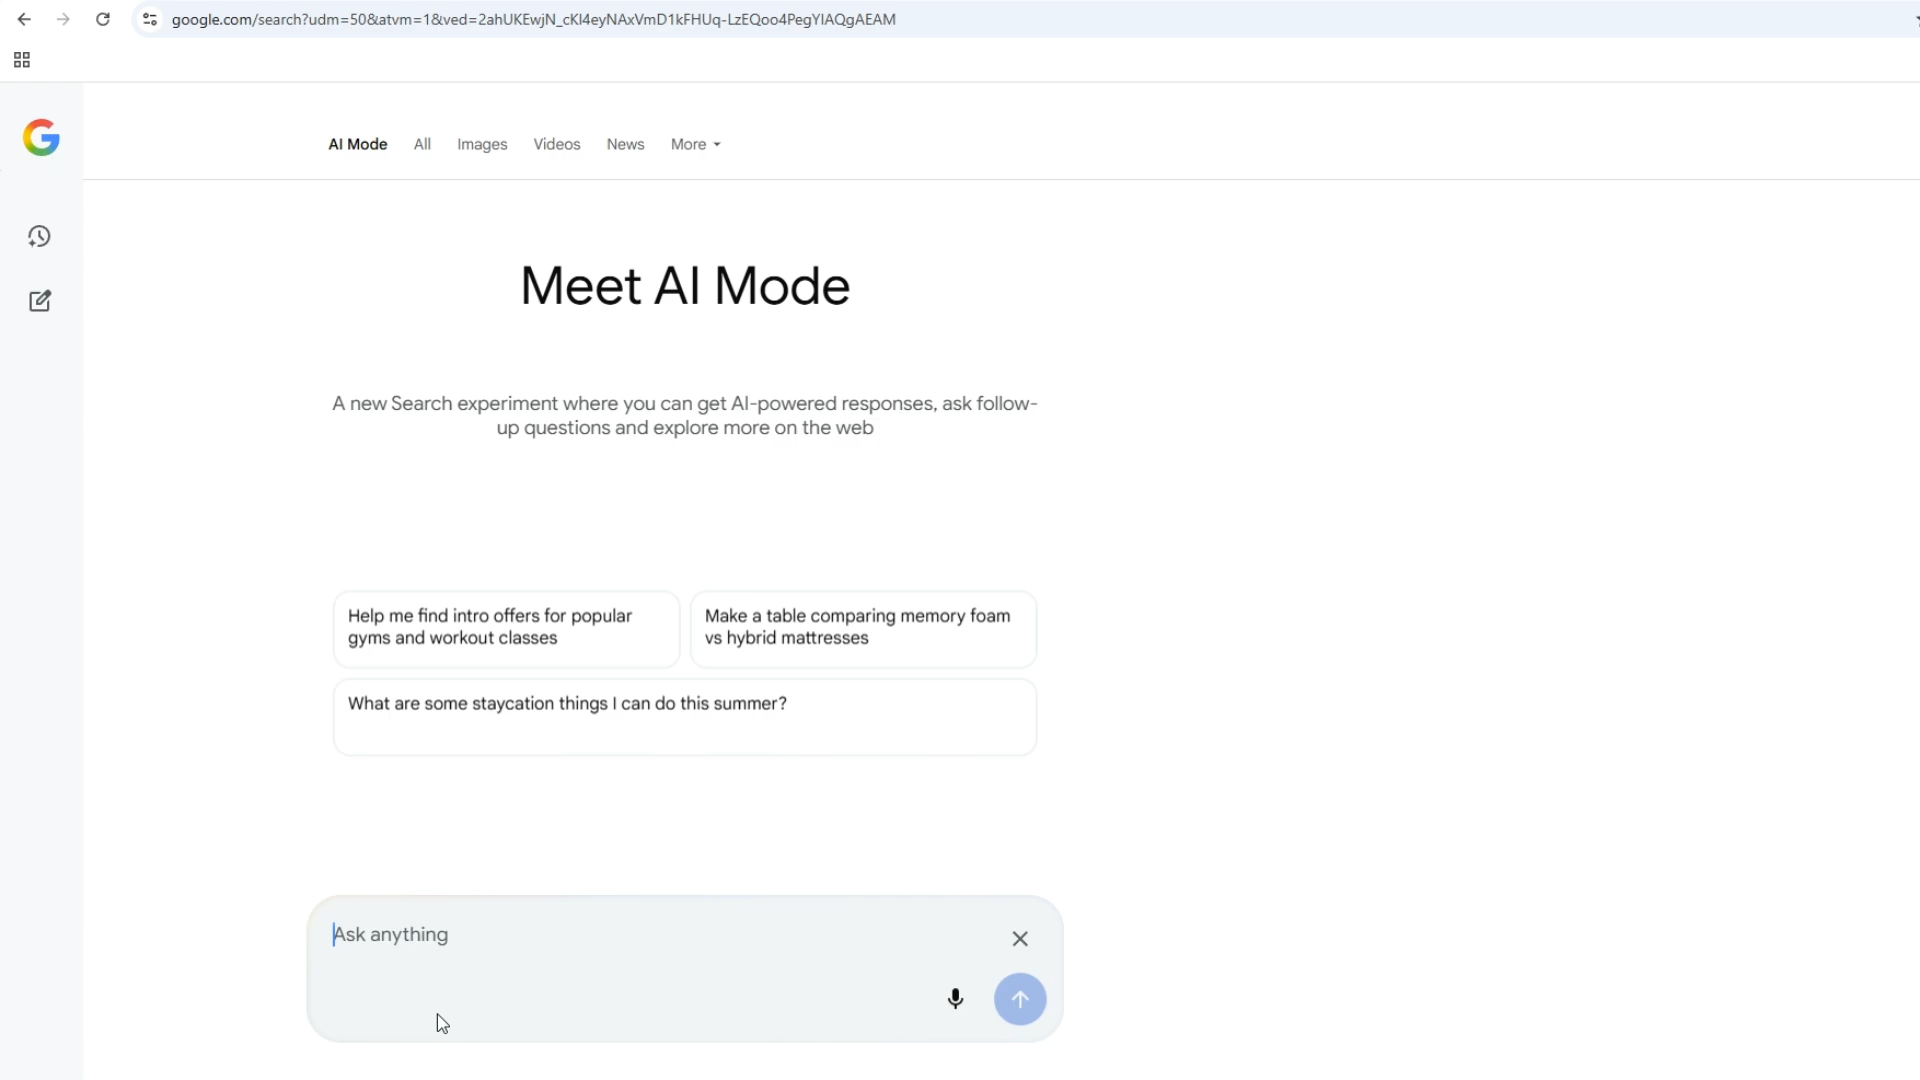 google.com/search?udm=50&atvm=1&ved=2ahUKEwjN_cKI4eyNAxVmD1kFHUq-LzEQoo4PegYIAQgAEAM
AI Mode All Images Videos News More
Meet AI Mode
A new Search experiment where you can get AI-powered responses, ask follow-
up questions and explore more on the web
Help me find intro offers for popular
gyms and workout classes
Make a table comparing memory foam
vs hybrid mattresses
What are some staycation things I can do this summer?
Ask anything